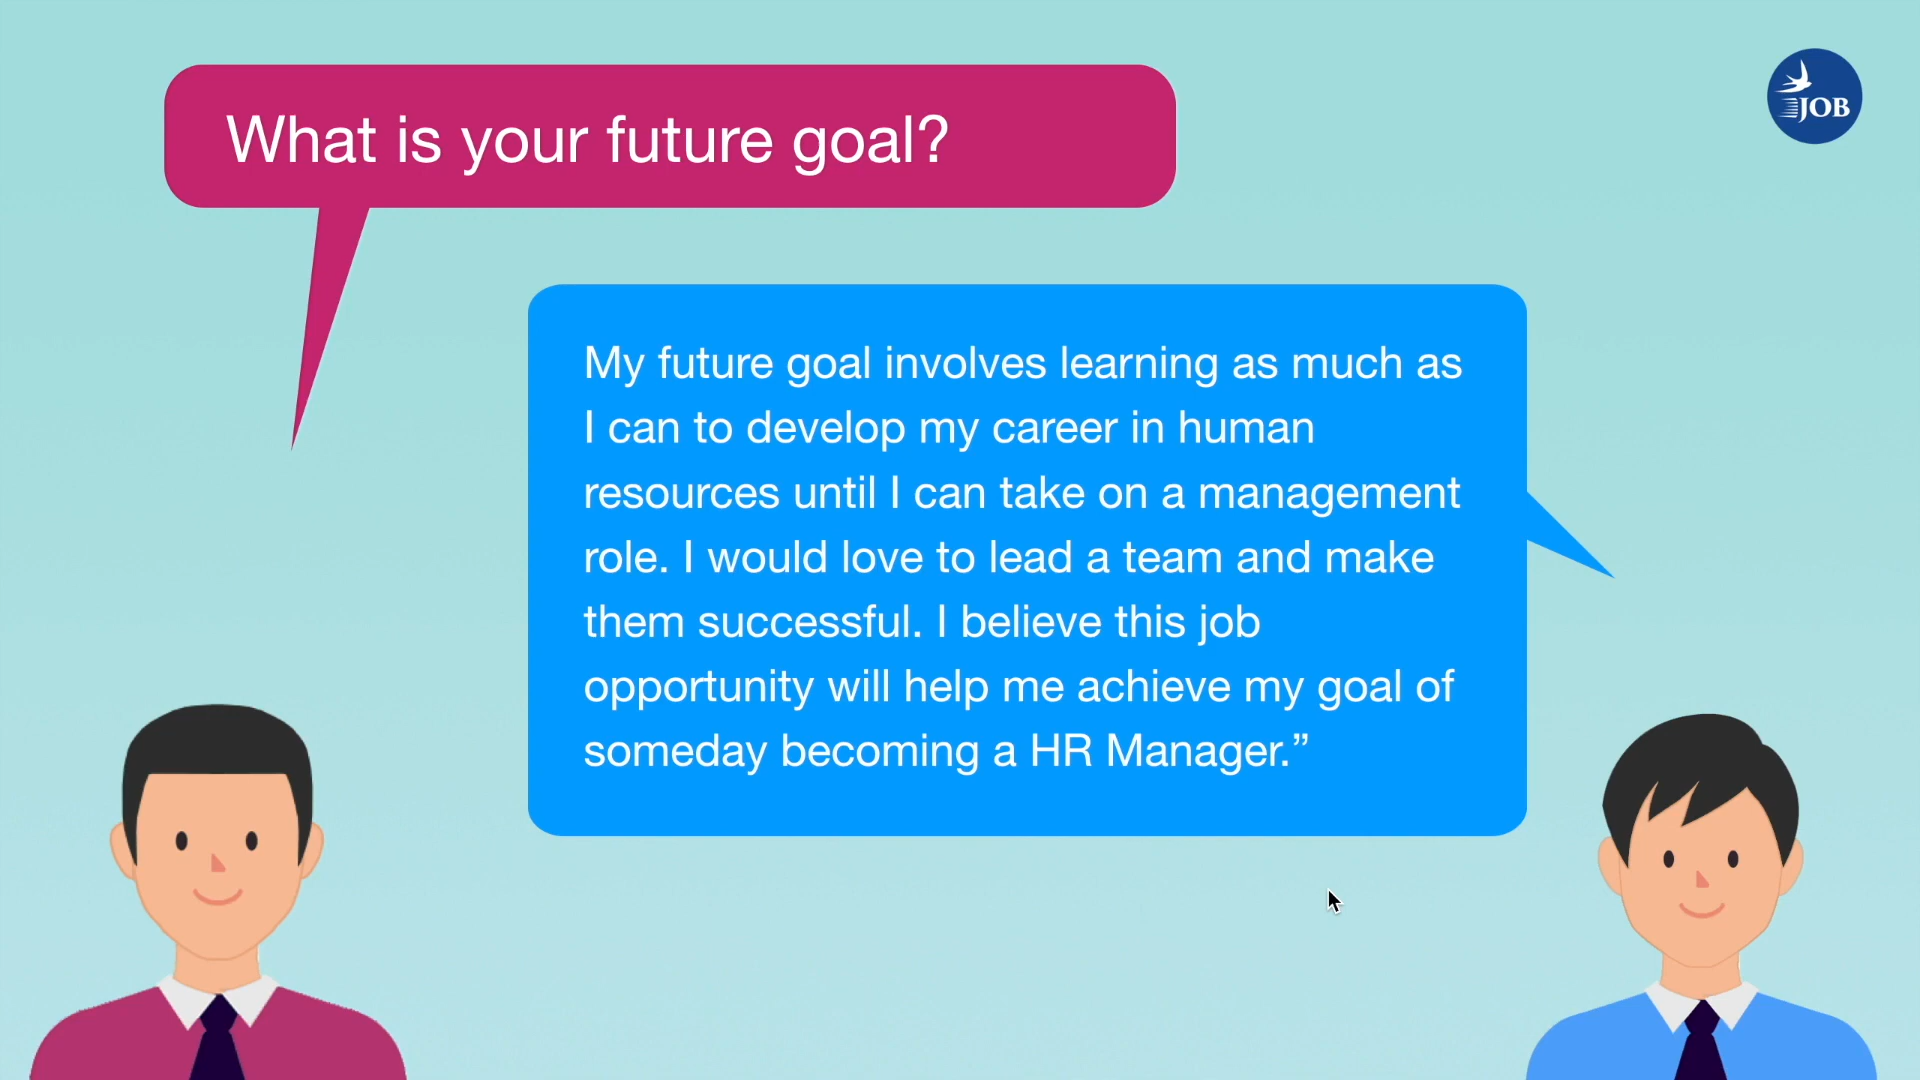 What is your future goal?
JOB
My future goal involves learning as much as
I can to develop my career in human
resources until I can take on a management
role. I would love to lead a team and make
them successful. I believe this job
opportunity will help me achieve my goal of
someday becoming a HR Manager.”